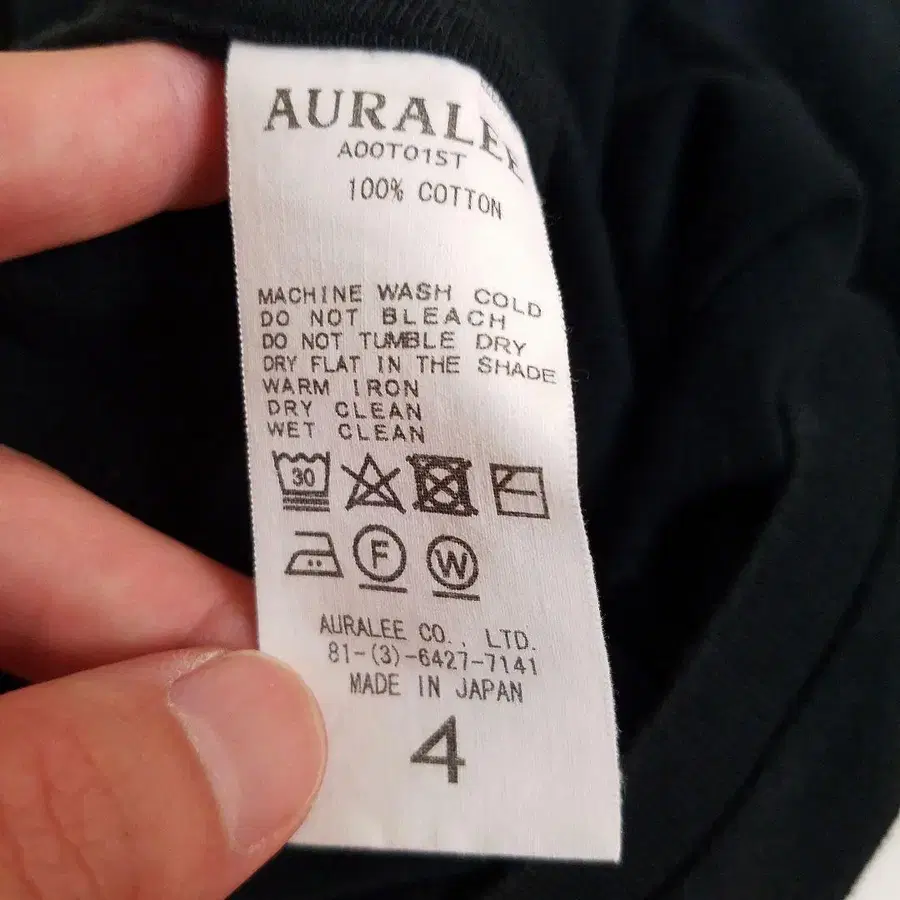 AURALEE
A00T01ST
100% COTTON
MACHINE WASH COLD
DO NOT BLEACH
DO NOT TUMBLE DRY
DRY FLAT IN THE SHADE
WARM IRON
DRY CLEAN
WET CLEAN
30
F W
AURALEE CO., LTD.
81-(3)-6427-7141
MADE IN JAPAN
4